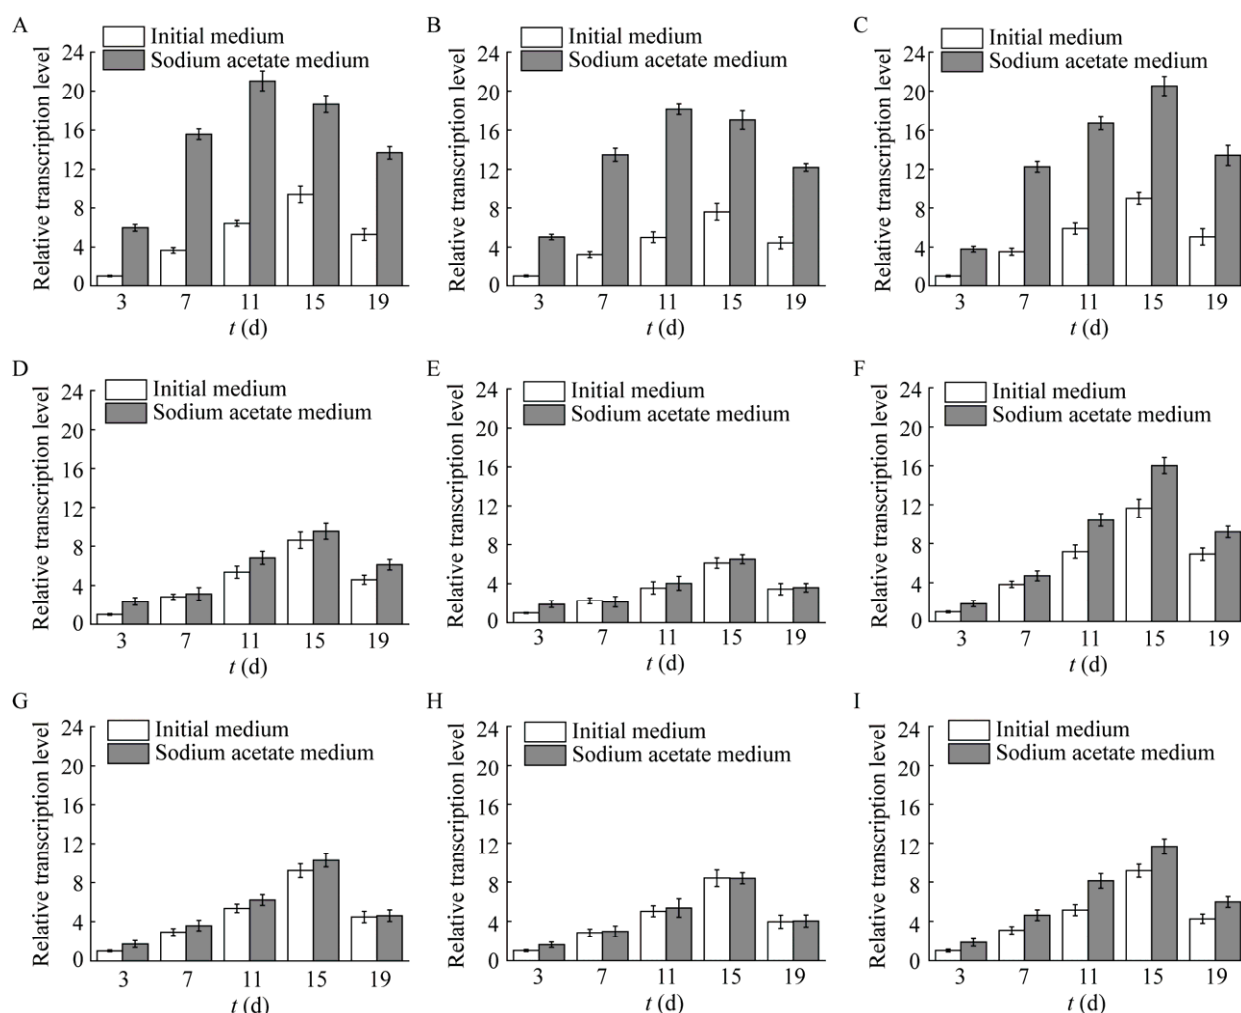 A
Initial medium
Sodium acetate medium
Relative transcription level
24
20
16
12
8
4
0
3 7 11 15 19
t (d)
B
Initial medium
Sodium acetate medium
Relative transcription level
24
20
16
12
8
4
0
3 7 11 15 19
t (d)
C
Initial medium
Sodium acetate medium
Relative transcription level
24
20
16
12
8
4
0
3 7 11 15 19
t (d)
D
Initial medium
Sodium acetate medium
Relative transcription level
24
20
16
12
8
4
0
3 7 11 15 19
t (d)
E
Initial medium
Sodium acetate medium
Relative transcription level
24
20
16
12
8
4
0
3 7 11 15 19
t (d)
F
Initial medium
Sodium acetate medium
Relative transcription level
24
20
16
12
8
4
0
3 7 11 15 19
t (d)
G
Initial medium
Sodium acetate medium
Relative transcription level
24
20
16
12
8
4
0
3 7 11 15 19
t (d)
H
Initial medium
Sodium acetate medium
Relative transcription level
24
20
16
12
8
4
0
3 7 11 15 19
t (d)
I
Initial medium
Sodium acetate medium
Relative transcription level
24
20
16
12
8
4
0
3 7 11 15 19
t (d)